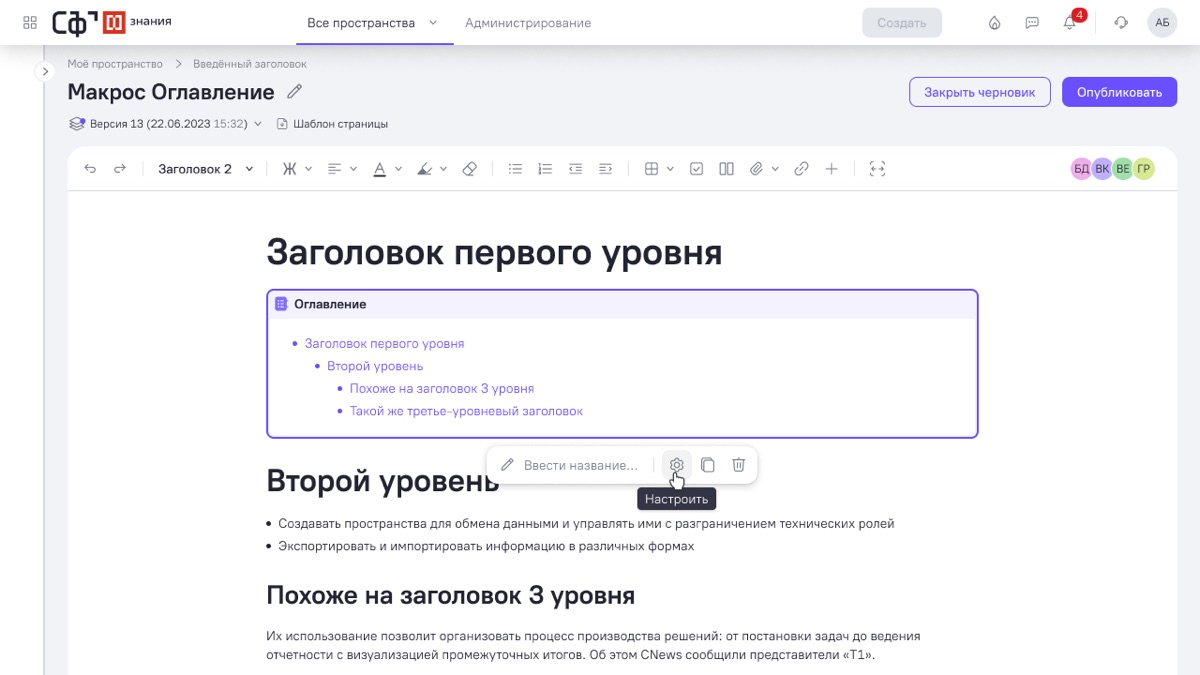 СФ знания
Все пространства
Администрирование
Создать
4
АБ
Моё пространство
Введённый заголовок
Макрос Оглавление
Закрыть черновик
Опубликовать
Версия 13 (22.06.2023 15:32)
Шаблон страницы
Заголовок 2
Ж
А
БД ВК ВЕ ГР
Заголовок первого уровня
Оглавление
Заголовок первого уровня
Второй уровень
Похоже на заголовок 3 уровня
Такой же третье-уровневый заголовок
Ввести название...
Второй уровень
Настроить
Создавать пространства для обмена данными и управлять ими с разграничением технических ролей
Экспортировать и импортировать информацию в различных формах
Похоже на заголовок 3 уровня
Их использование позволит организовать процесс производства решений: от постановки задач до ведения
отчетности с визуализацией промежуточных итогов. Об этом CNews сообщили представители «Т1».